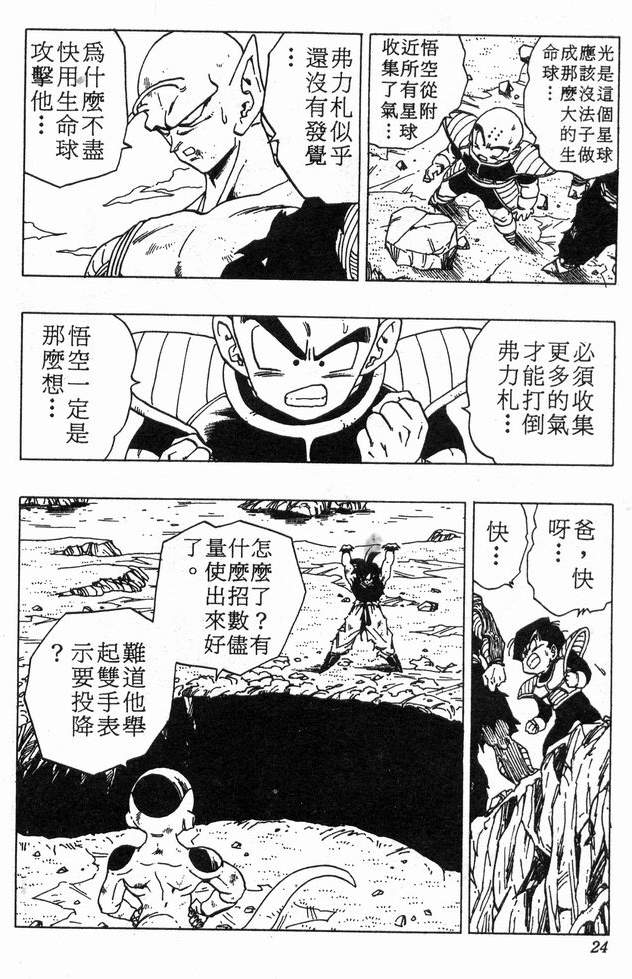 光是這個星球
應該沒法子做
成那麼大的生
命球…
悟空從附
近所有星球
收集了氣…
弗力札似乎
還沒有發覺
…
爲什麼不盡
快用生命球
攻擊他…
必須收集
更多的氣
才能打倒
弗力札…
悟空一定是
那麼想…
爸，快
呀…
快…
怎麼了？有
什麼招數儘
量使出來好
了。
難道他舉
起雙手表
示要投降
？
24